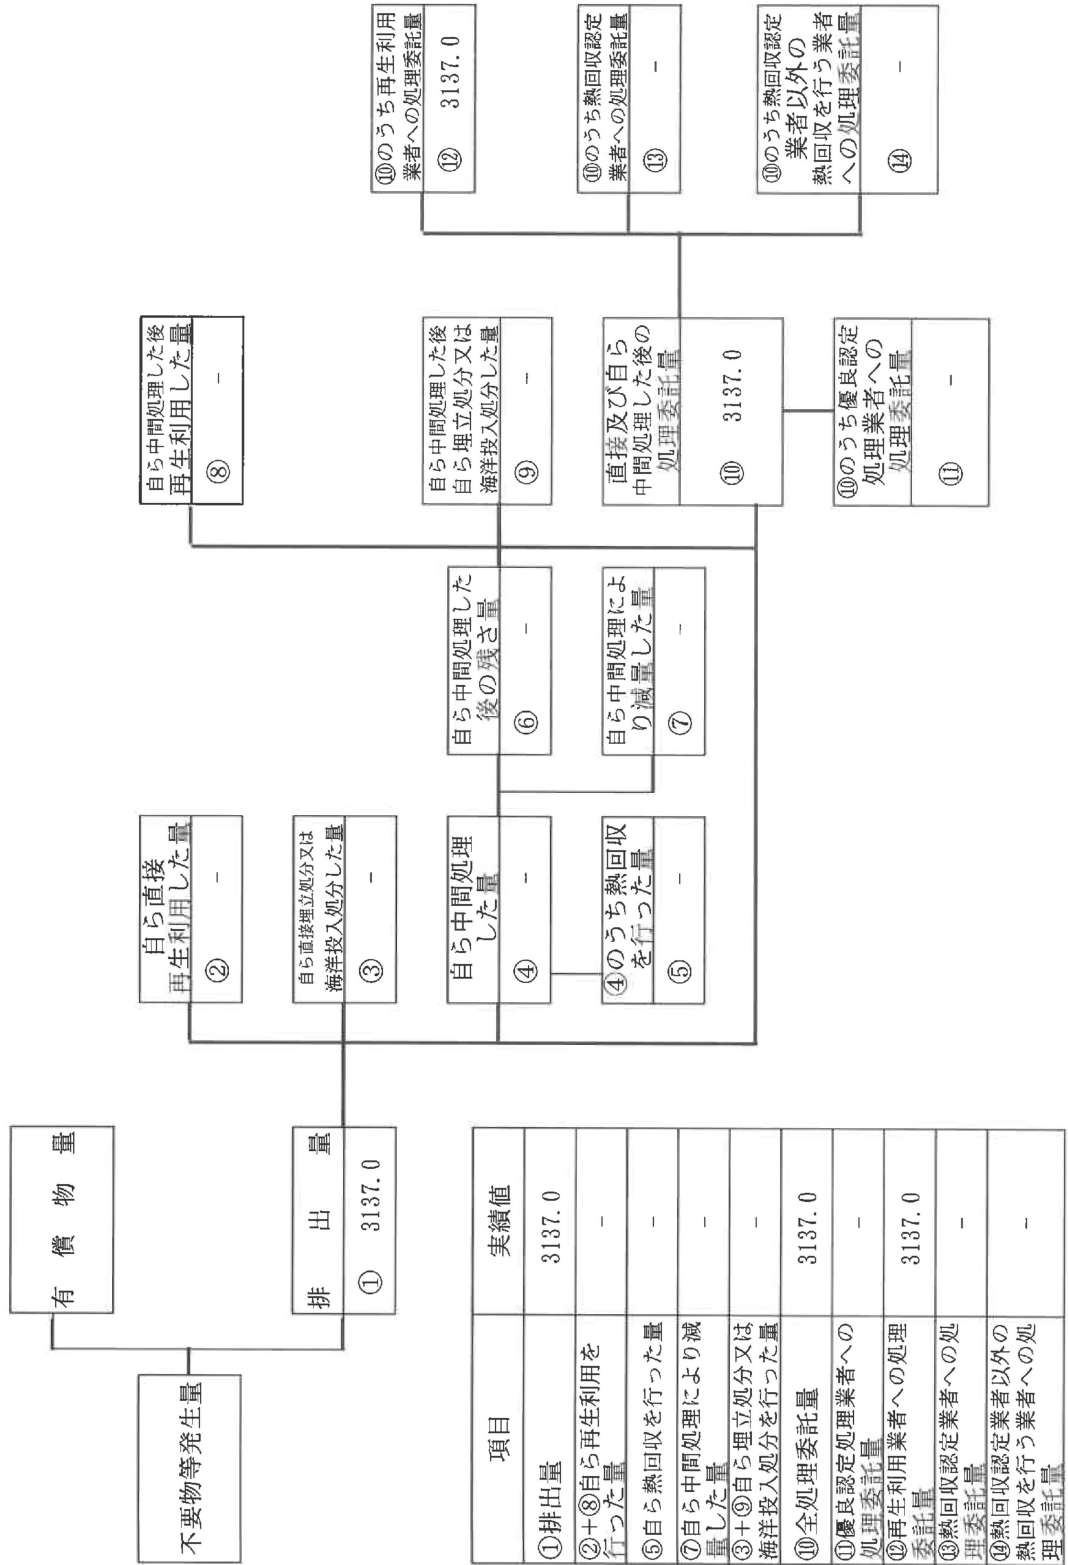 不要物等発生量
有償物量
排出量
① 3137.0
自ら直接
再生利用した量
② -
自ら直接埋立処分又は
海洋投入処分した量
③ -
自ら中間処理
した量
④ -
④のうち熱回収
を行った量
⑤ -
自ら中間処理した
後の残さ量
⑥ -
自ら中間処理によ
り減量した量
⑦ -
自ら中間処理した後
再生利用した量
⑧ -
自ら中間処理した後
自ら埋立処分又は
海洋投入処分した量
⑨ -
直接及び自ら
中間処理した後の
処理委託量
⑩ 3137.0
⑩のうち優良認定
処理業者への
処理委託量
⑪ -
⑩のうち再生利用
業者への処理委託量
⑫ 3137.0
⑩のうち熱回収認定
業者への処理委託量
⑬ -
⑩のうち熱回収認定
業者以外の
熱回収を行う業者
への処理委託量
⑭ -
項目 実績値
①排出量 3137.0
②+⑧自ら再生利用を
行った量 -
⑤自ら熱回収を行った量 -
⑦自ら中間処理により減
量した量 -
③+⑨自ら埋立処分又は
海洋投入処分を行った量 -
⑩全処理委託量 3137.0
⑪優良認定処理業者への
処理委託量 -
⑫再生利用業者への処理
委託量 3137.0
⑬熱回収認定業者への処
理委託量 -
⑭熱回収認定業者以外の
熱回収を行う業者への処
理委託量 -